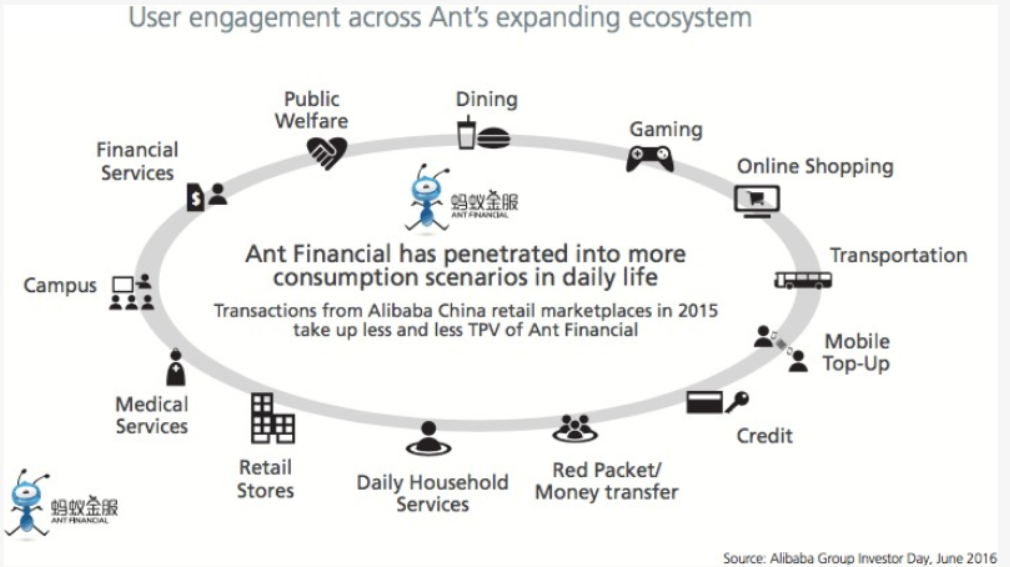 User engagement across Ant's expanding ecosystem
Public
Welfare
Dining
Gaming
Financial
Services
Online Shopping
蚂蚁金服
ANT FINANCIAL
Ant Financial has penetrated into more
consumption scenarios in daily life
Transportation
Campus
$
Transactions from Alibaba China retail marketplaces in 2015
take up less and less TPV of Ant Financial
Mobile
Top-Up
Medical
Services
Credit
Retail
Stores
Daily Household
Services
Red Packet/
Money transfer
蚂蚁金服
ANT FINANCIAL
Source: Alibaba Group Investor Day, June 2016